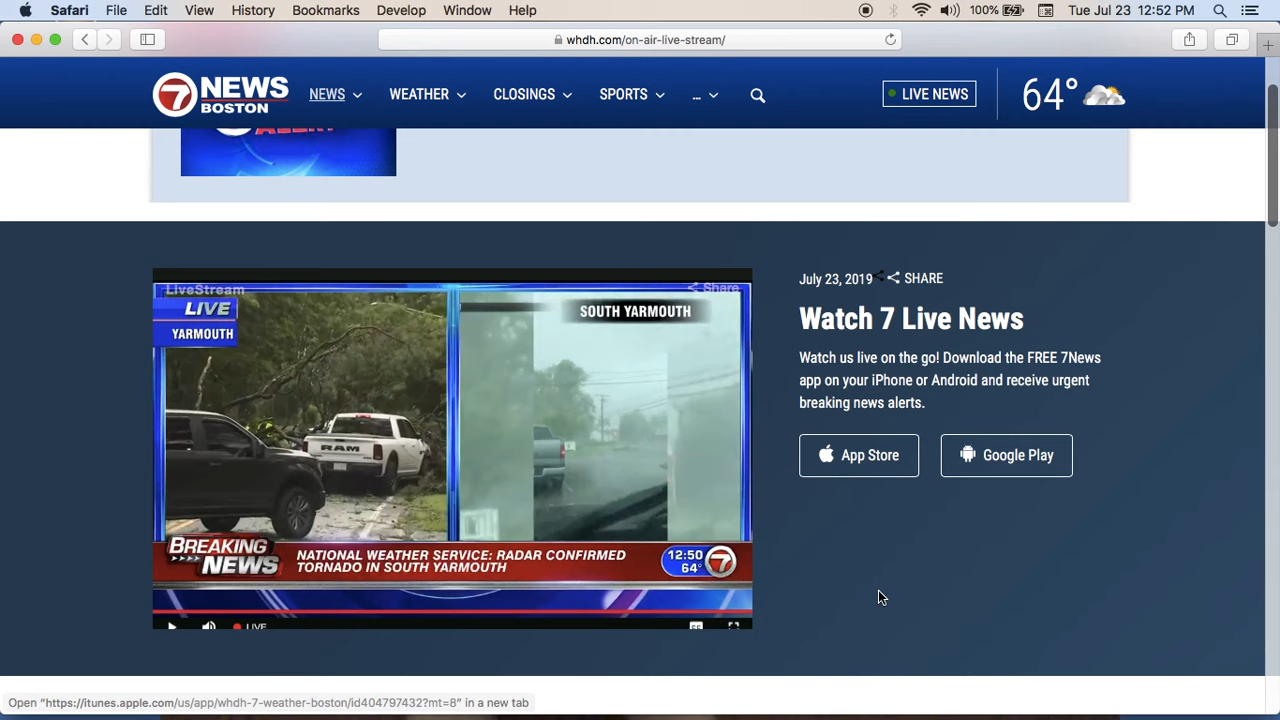 Safari File Edit View History Bookmarks Develop Window Help 100% Tue Jul 23 12:52 PM
whdh.com/on-air-live-stream/
7 NEWS BOSTON
NEWS WEATHER CLOSINGS SPORTS ... LIVE NEWS 64°
LiveStream Share
LIVE
YARMOUTH
SOUTH YARMOUTH
RAM
BREAKING NEWS
NATIONAL WEATHER SERVICE: RADAR CONFIRMED
TORNADO IN SOUTH YARMOUTH
12:50
64°
7
LIVE
July 23, 2019 SHARE
Watch 7 Live News
Watch us live on the go! Download the FREE 7News
app on your iPhone or Android and receive urgent
breaking news alerts.
App Store Google Play
Open “https://itunes.apple.com/us/app/whdh-7-weather-boston/id404797432?mt=8” in a new tab